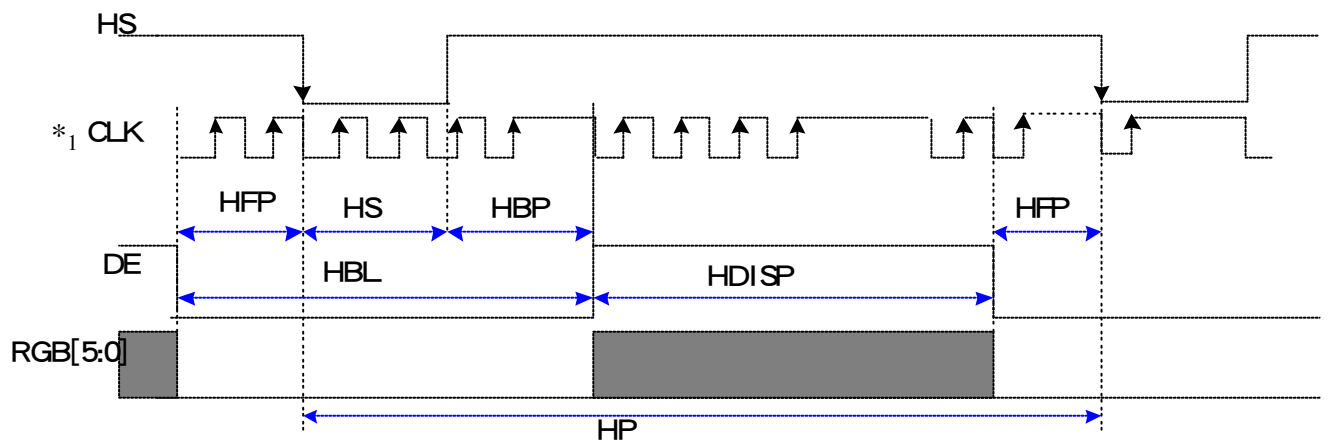 HS
*1 CLK
HFP HS HBP HFP
DE
HBL HDISP
RGB[5:0]
HP